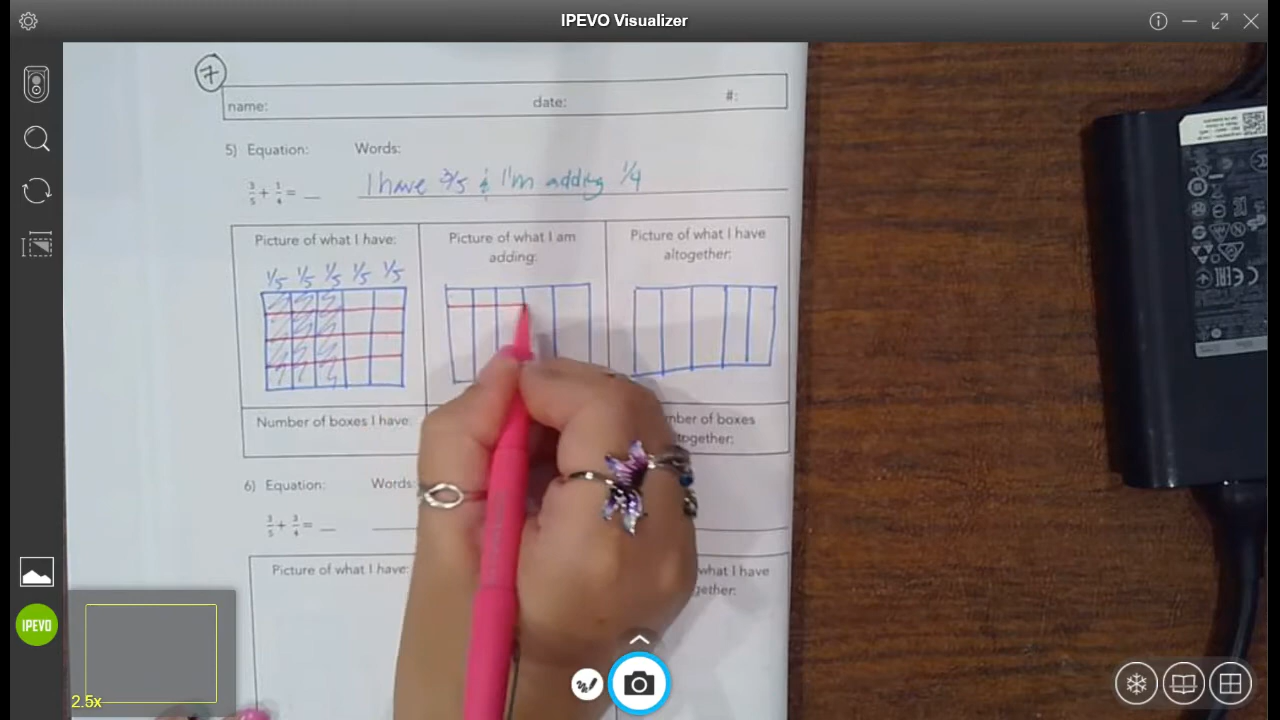 IPEVO Visualizer
7
name: date: #:
5) Equation: Words:
3/5 + 1/4 = __ I have 3/5 & I'm adding 1/4
Picture of what I have: Picture of what I am adding: Picture of what I have altogether:
1/5 1/5 1/5 1/5 1/5
Number of boxes I have: mber of boxes
together:
6) Equation: Words
3/5 + 3/4 = __
Picture of what I have: what I have
gether:
IPEVO
2.5x